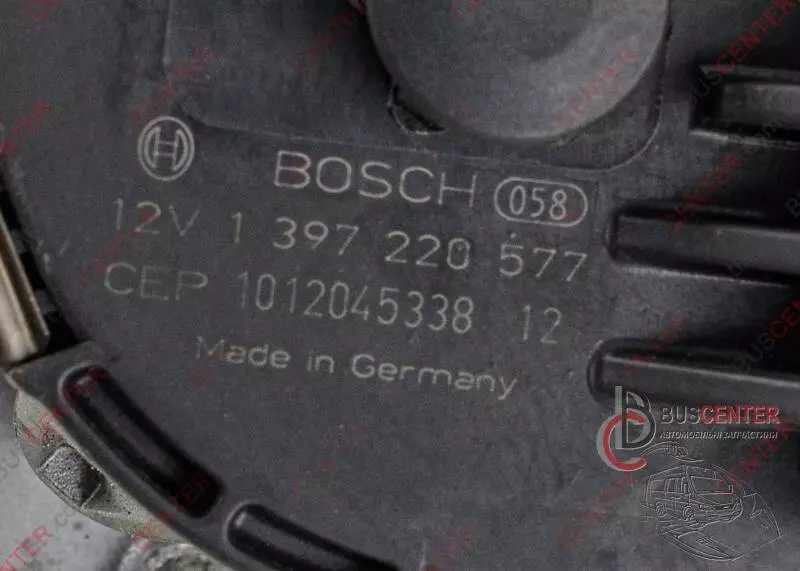 BOSCH 058
12V 1 397 220 577
CEP 1012045338 12
Made in Germany
BUSCENTER
АВТОМОБІЛЬНІ ЗАПЧАСТИНИ